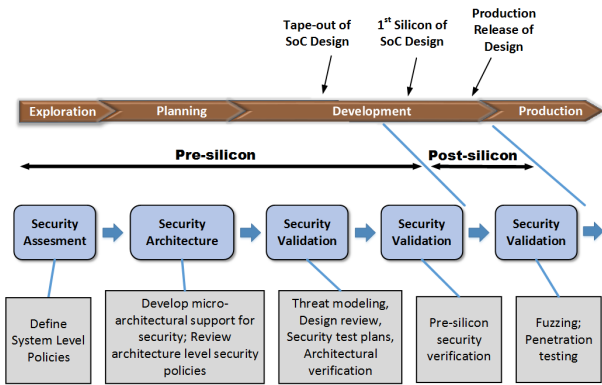 Tape-out of
SoC Design
1st Silicon of
SoC Design
Production
Release of
Design
Exploration
Planning
Development
Production
Pre-silicon
Post-silicon
Security
Assesment
Security
Architecture
Security
Validation
Security
Validation
Security
Validation
Define
System Level
Policies
Develop micro-
architectural support
for security; Review
architecture level security
policies
Threat modeling,
Design review,
Security test plans,
Architectural
verification
Pre-silicon
security
verification
Fuzzing;
Penetration
testing